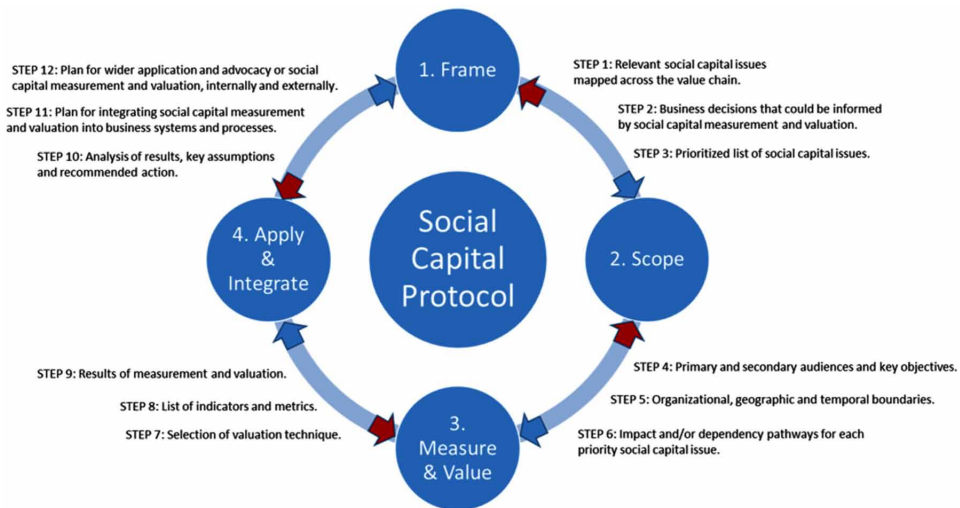 1. Frame
STEP 1: Relevant social capital issues
mapped across the value chain.
STEP 2: Business decisions that could be informed
by social capital measurement and valuation.
STEP 3: Prioritized list of social capital issues.
2. Scope
STEP 4: Primary and secondary audiences and key objectives.
STEP 5: Organizational, geographic and temporal boundaries.
STEP 6: Impact and/or dependency pathways for each
priority social capital issue.
3.
Measure
& Value
STEP 7: Selection of valuation technique.
STEP 8: List of indicators and metrics.
STEP 9: Results of measurement and valuation.
4. Apply
&
Integrate
STEP 10: Analysis of results, key assumptions
and recommended action.
STEP 11: Plan for integrating social capital measurement
and valuation into business systems and processes.
STEP 12: Plan for wider application and advocacy or social
capital measurement and valuation, internally and externally.
Social
Capital
Protocol